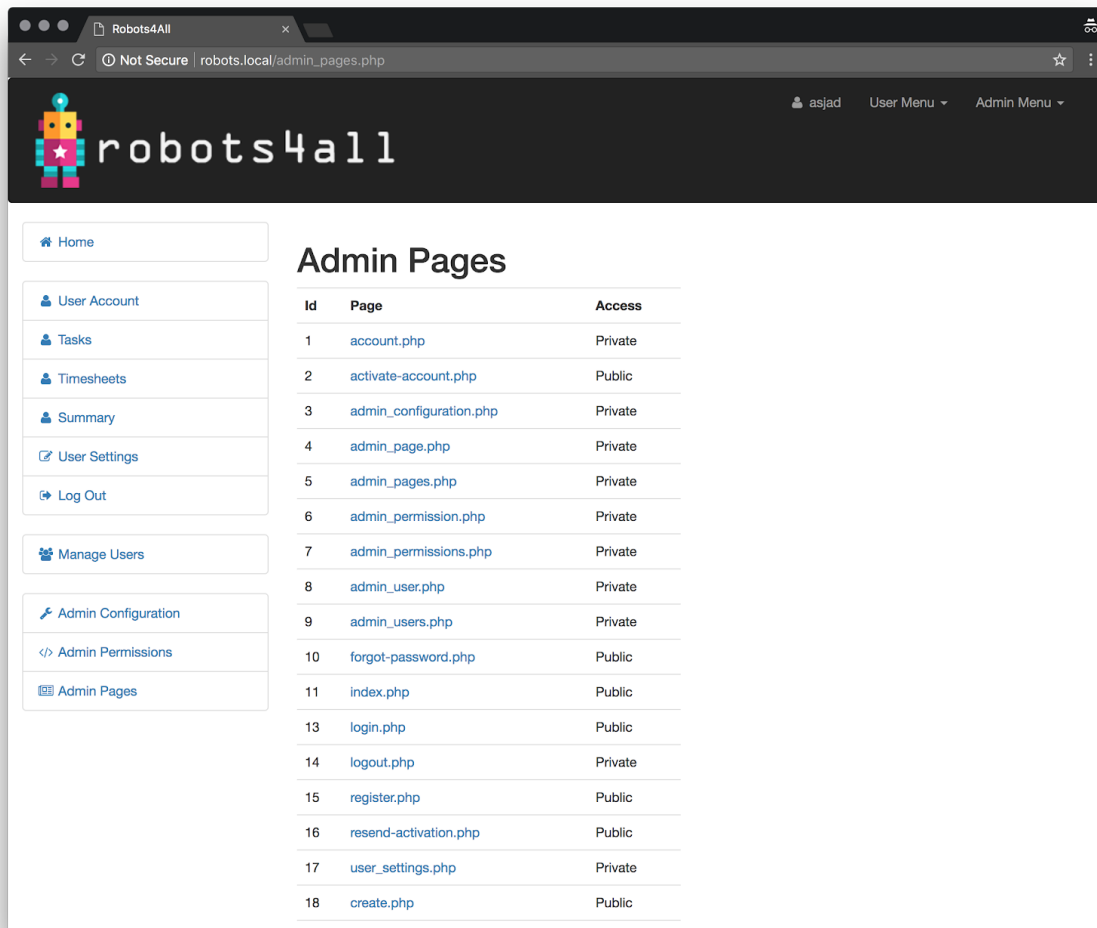 Robots4All
Not Secure robots.local/admin_pages.php
asjad User Menu Admin Menu
robots4all
Home
User Account
Tasks
Timesheets
Summary
User Settings
Log Out
Manage Users
Admin Configuration
Admin Permissions
Admin Pages
Admin Pages
Id Page Access
1 account.php Private
2 activate-account.php Public
3 admin_configuration.php Private
4 admin_page.php Private
5 admin_pages.php Private
6 admin_permission.php Private
7 admin_permissions.php Private
8 admin_user.php Private
9 admin_users.php Private
10 forgot-password.php Public
11 index.php Public
13 login.php Public
14 logout.php Private
15 register.php Public
16 resend-activation.php Public
17 user_settings.php Private
18 create.php Public